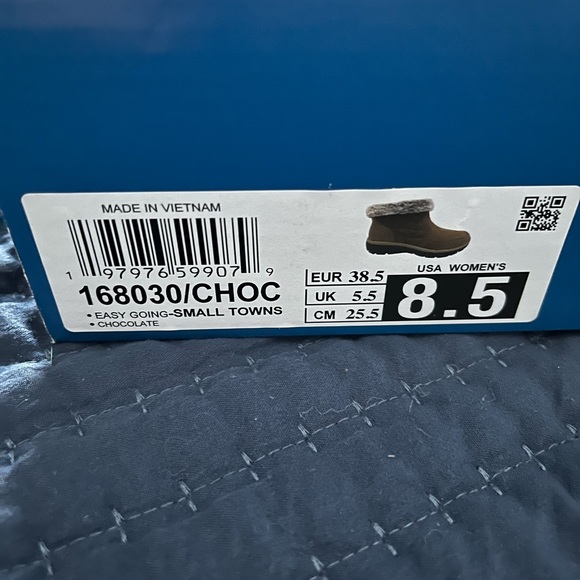 MADE IN VIETNAM
1 97976 59907 9
168030/CHOC
• EASY GOING-SMALL TOWNS
• CHOCOLATE
EUR 38.5
UK 5.5
CM 25.5
USA WOMEN'S
8.5